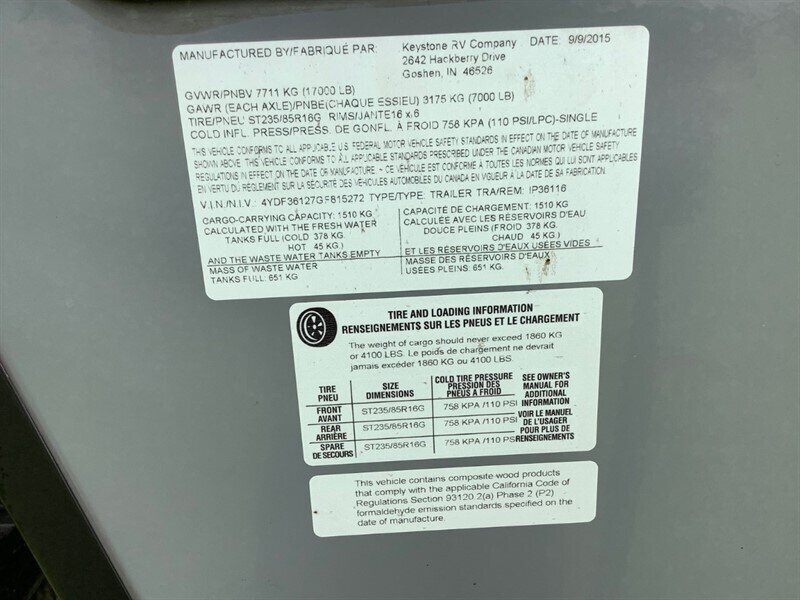 MANUFACTURED BY/FABRIQUÉ PAR: Keystone RV Company DATE: 9/9/2015
2642 Hackberry Drive
Goshen, IN 46526
GVWR/PNBV 7711 KG (17000 LB)
GAWR (EACH AXLE)/PNBE(CHAQUE ESSIEU) 3175 KG (7000 LB)
TIRE/PNEU ST235/85R16G RIMS/JANTE16 x 6
COLD INFL. PRESS/PRESS. DE GONFL. À FROID 758 KPA (110 PSI/LPC)-SINGLE
THIS VEHICLE CONFORMS TO ALL APPLICABLE U.S. FEDERAL MOTOR VEHICLE SAFETY STANDARDS IN EFFECT ON THE DATE OF MANUFACTURE
SHOWN ABOVE. THIS VEHICLE CONFORMS TO ALL APPLICABLE STANDARDS PRESCRIBED UNDER THE CANADIAN MOTOR VEHICLE SAFETY
REGULATIONS IN EFFECT ON THE DATE OF MANUFACTURE ~ CE VÉHICULE EST CONFORME À TOUTES LES NORMES QUI LUI SONT APPLICABLES
EN VERTU DU RÈGLEMENT SUR LA SÉCURITÉ DES VÉHICULES AUTOMOBILES DU CANADA EN VIGUEUR À LA DATE DE SA FABRICATION.
V.I.N./N.I.V.: 4YDF36127GF815272 TYPE/TYPE: TRAILER TRA/REM: IP36116
CARGO-CARRYING CAPACITY: 1510 KG
CALCULATED WITH THE FRESH WATER
TANKS FULL (COLD 378 KG.
HOT 45 KG.)
AND THE WASTE WATER TANKS EMPTY
MASS OF WASTE WATER
TANKS FULL: 651 KG
CAPACITÉ DE CHARGEMENT: 1510 KG
CALCULÉE AVEC LES RÉSERVOIRS D'EAU
DOUCE PLEINS (FROID 378 KG.
CHAUD 45 KG.)
ET LES RÉSERVOIRS D'EAUX USÉES VIDES
MASSE DES RÉSERVOIRS D'EAUX
USÉES PLEINS: 651 KG.
TIRE AND LOADING INFORMATION
RENSEIGNEMENTS SUR LES PNEUS ET LE CHARGEMENT
The weight of cargo should never exceed 1860 KG
or 4100 LBS. Le poids de chargement ne devrait
jamais excéder 1860 KG ou 4100 LBS.
TIRE
PNEU
SIZE
DIMENSIONS
COLD TIRE PRESSURE
PRESSION DES
PNEUS À FROID
SEE OWNER'S
MANUAL FOR
ADDITIONAL
INFORMATION
FRONT
AVANT
ST235/85R16G
758 KPA /110 PSI
REAR
ARRIÈRE
ST235/85R16G
758 KPA /110 PSI
SPARE
DE SECOURS
ST235/85R16G
758 KPA /110 PSI
VOIR LE MANUEL
DE L'USAGER
POUR PLUS DE
RENSEIGNEMENTS
This vehicle contains composite wood products
that comply with the applicable California Code of
Regulations Section 93120.2(a) Phase 2 (P2)
formaldehyde emission standards specified on the
date of manufacture.